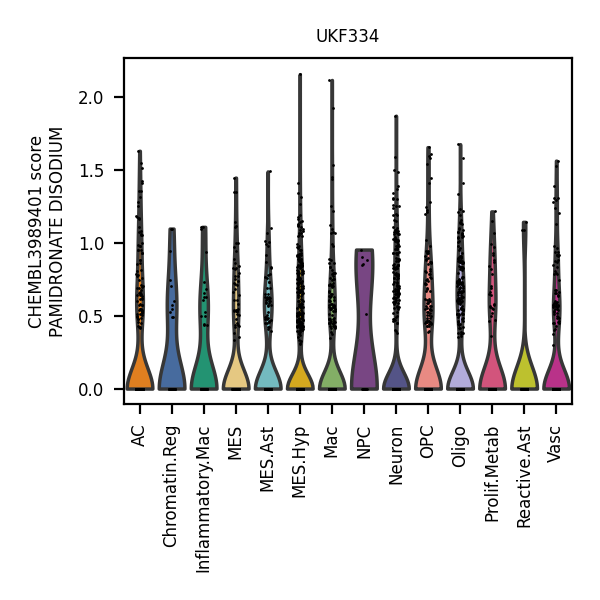 UKF334
CHEMBL3989401 score
PAMIDRONATE DISODIUM
2.0
1.5
1.0
0.5
0.0
AC
Chromatin.Reg
Inflammatory.Mac
MES
MES.Ast
MES.Hyp
Mac
NPC
Neuron
OPC
Oligo
Prolif.Metab
Reactive.Ast
Vasc